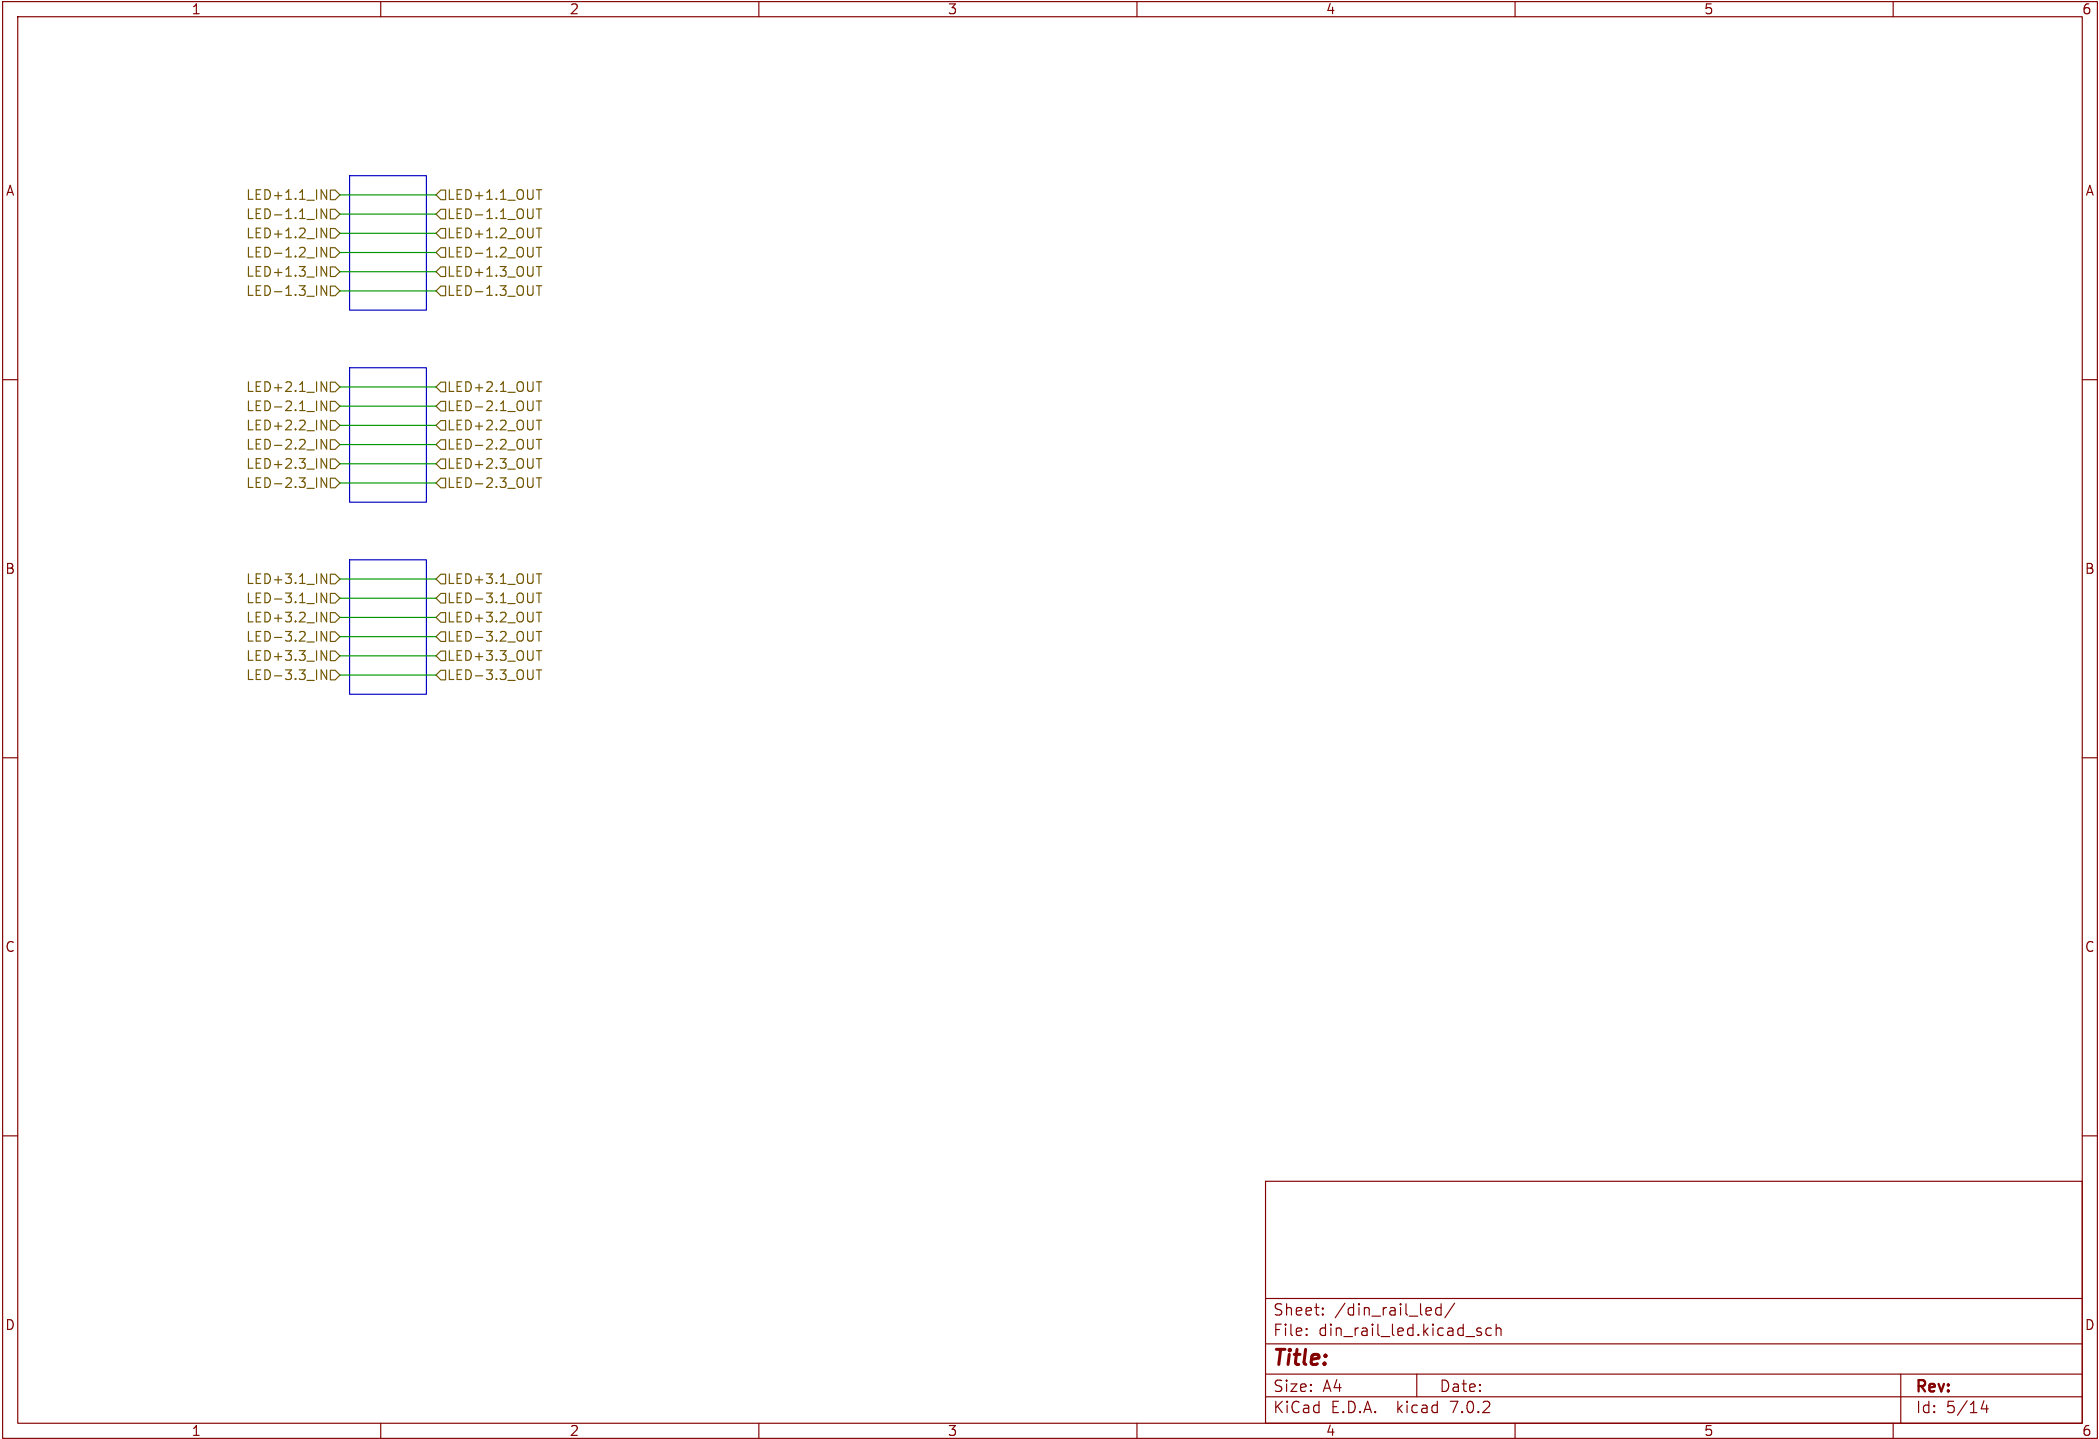 1 2 3 4 5 6
A A
LED+1.1_IN LED+1.1_OUT
LED-1.1_IN LED-1.1_OUT
LED+1.2_IN LED+1.2_OUT
LED-1.2_IN LED-1.2_OUT
LED+1.3_IN LED+1.3_OUT
LED-1.3_IN LED-1.3_OUT
LED+2.1_IN LED+2.1_OUT
LED-2.1_IN LED-2.1_OUT
LED+2.2_IN LED+2.2_OUT
LED-2.2_IN LED-2.2_OUT
LED+2.3_IN LED+2.3_OUT
LED-2.3_IN LED-2.3_OUT
B B
LED+3.1_IN LED+3.1_OUT
LED-3.1_IN LED-3.1_OUT
LED+3.2_IN LED+3.2_OUT
LED-3.2_IN LED-3.2_OUT
LED+3.3_IN LED+3.3_OUT
LED-3.3_IN LED-3.3_OUT
C C
Sheet: /din_rail_led/
D D
File: din_rail_led.kicad_sch
Title:
Size: A4 Date: Rev:
KiCad E.D.A. kicad 7.0.2 Id: 5/14
1 2 3 4 5 6